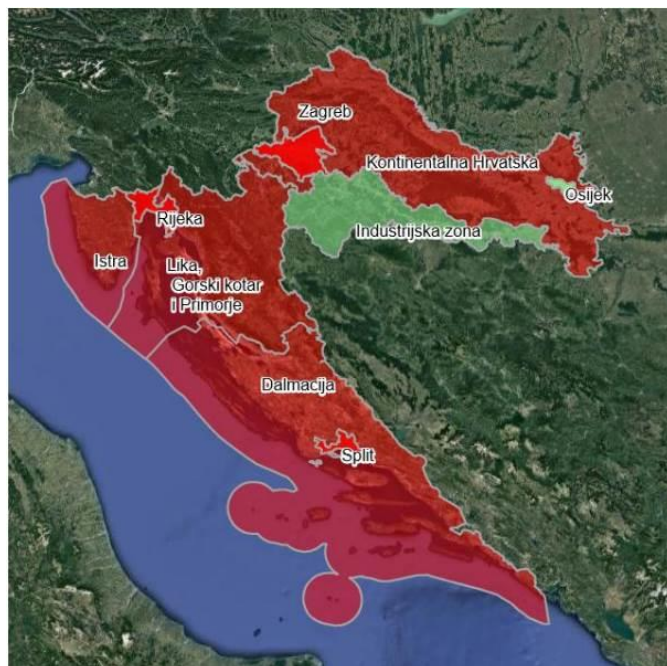 Zagreb
Kontinentalna Hrvatska
Osijek
Rijeka
Industrijska zona
Istra
Lika,
Gorski kotar
i Primorje
Dalmacija
Split